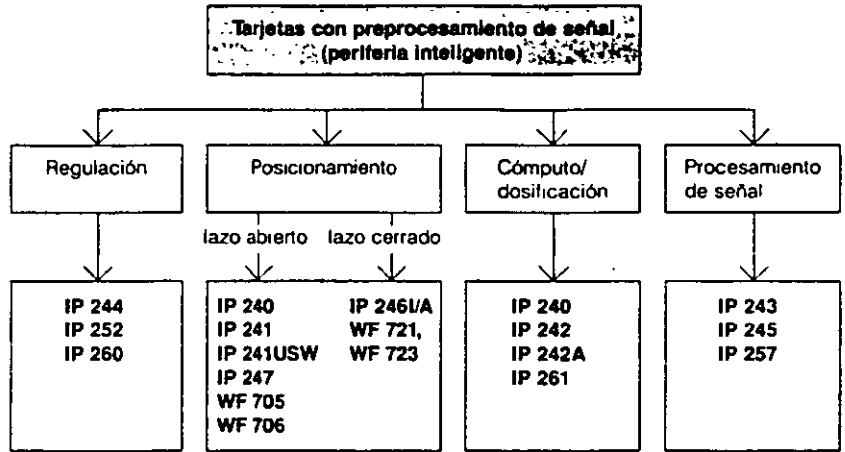 Tarjetas con preprocesamiento de señal
(periferia inteligente)
Regulación
Posicionamiento
Cómputo/
dosificación
Procesamiento
de señal
lazo abierto
lazo cerrado
IP 244
IP 252
IP 260
IP 240
IP 241
IP 241USW
IP 247
WF 705
WF 706
IP 246I/A
WF 721,
WF 723
IP 240
IP 242
IP 242A
IP 261
IP 243
IP 245
IP 257